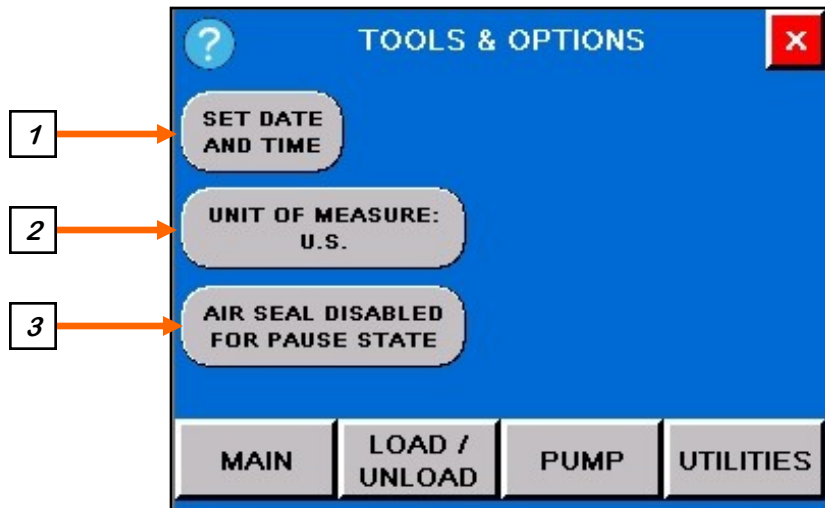 ?
TOOLS & OPTIONS
X
1
SET DATE
AND TIME
2
UNIT OF MEASURE:
U.S.
3
AIR SEAL DISABLED
FOR PAUSE STATE
MAIN
LOAD /
UNLOAD
PUMP
UTILITIES